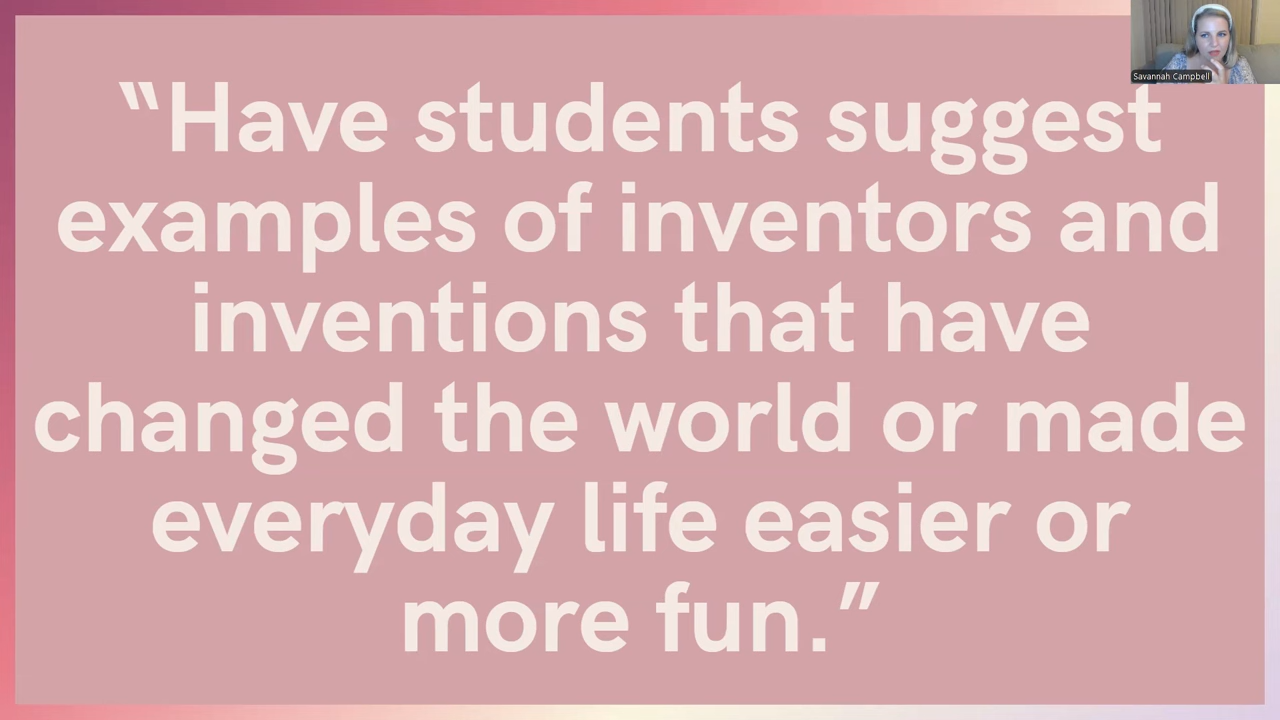 Savannah Campbell
“Have students suggest
examples of inventors and
inventions that have
changed the world or made
everyday life easier or
more fun.”